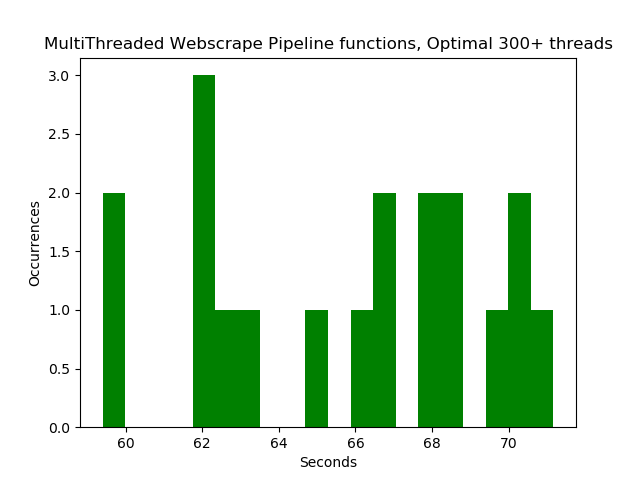 MultiThreaded Webscrape Pipeline functions, Optimal 300+ threads
3.0
2.5
2.0
1.5
1.0
0.5
0.0
Occurrences
60 62 64 66 68 70
Seconds